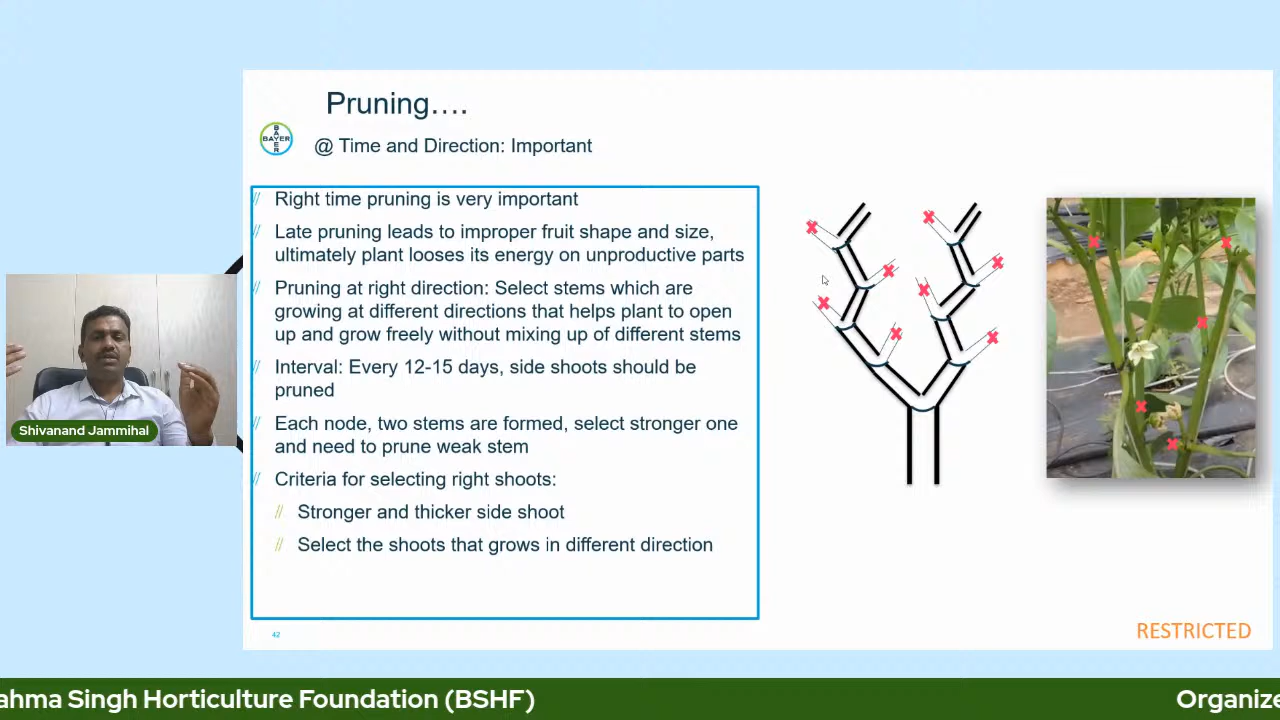 Pruning....
BAYER
BAYER
@ Time and Direction: Important
// Right time pruning is very important
// Late pruning leads to improper fruit shape and size,
ultimately plant looses its energy on unproductive parts
// Pruning at right direction: Select stems which are
growing at different directions that helps plant to open
up and grow freely without mixing up of different stems
// Interval: Every 12-15 days, side shoots should be
pruned
// Each node, two stems are formed, select stronger one
and need to prune weak stem
// Criteria for selecting right shoots:
// Stronger and thicker side shoot
// Select the shoots that grows in different direction
42
RESTRICTED
Shivanand Jammihal
ahma Singh Horticulture Foundation (BSHF)
Organize